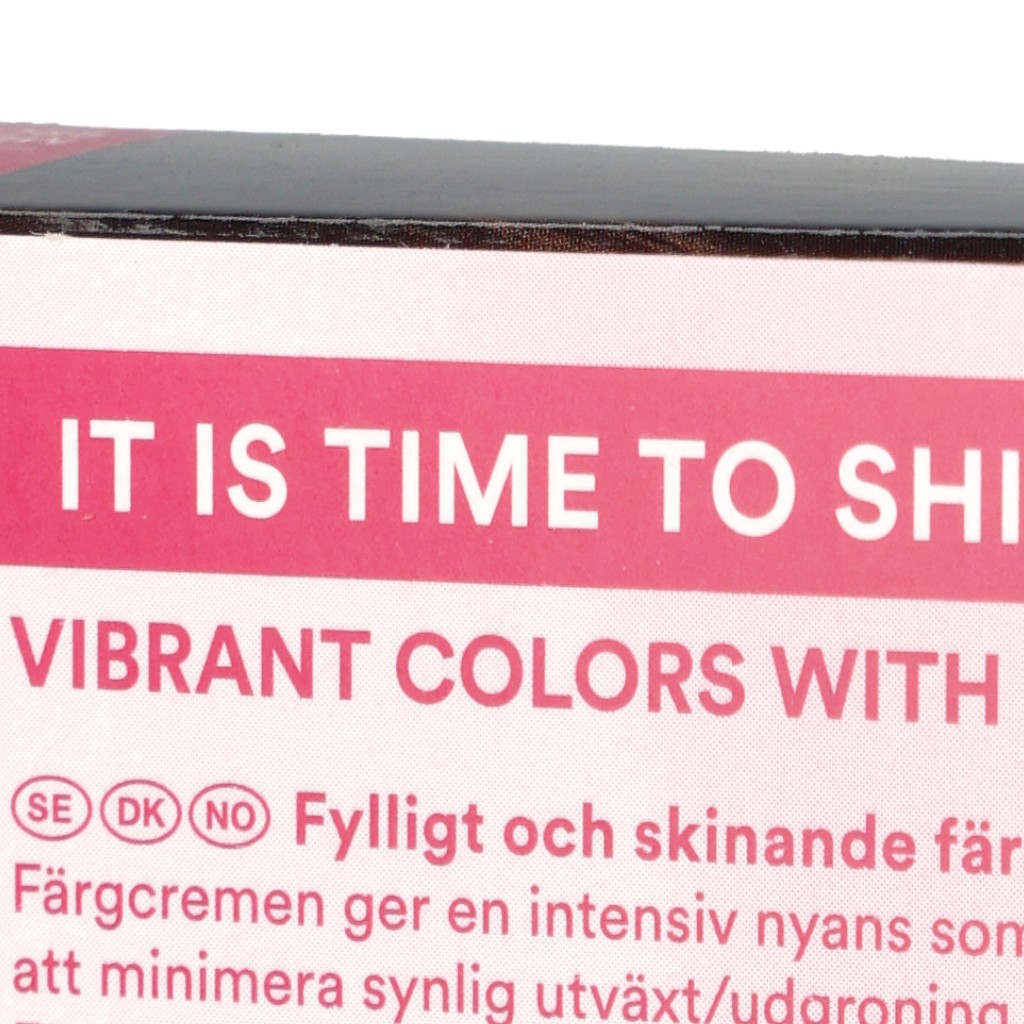 IT IS TIME TO SHI
VIBRANT COLORS WITH
SE DK NO Fylligt och skinande fär
Färgcremen ger en intensiv nyans som
att minimera synlig utväxt/udgroning